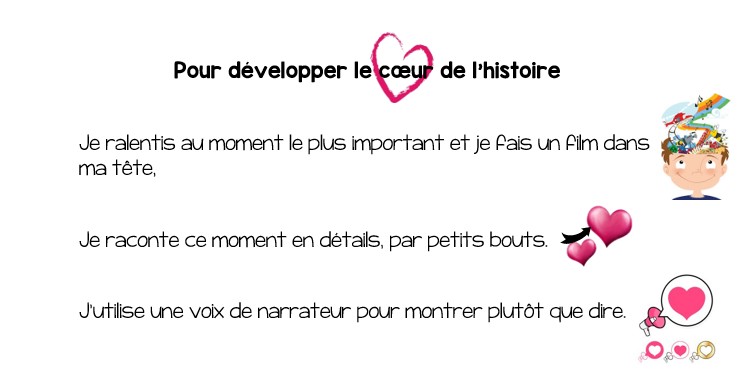 Pour développer le cœur de l'histoire
Je ralentis au moment le plus important et je fais un film dans
ma tête,
Je raconte ce moment en détails, par petits bouts.
J'utilise une voix de narrateur pour montrer plutôt que dire.